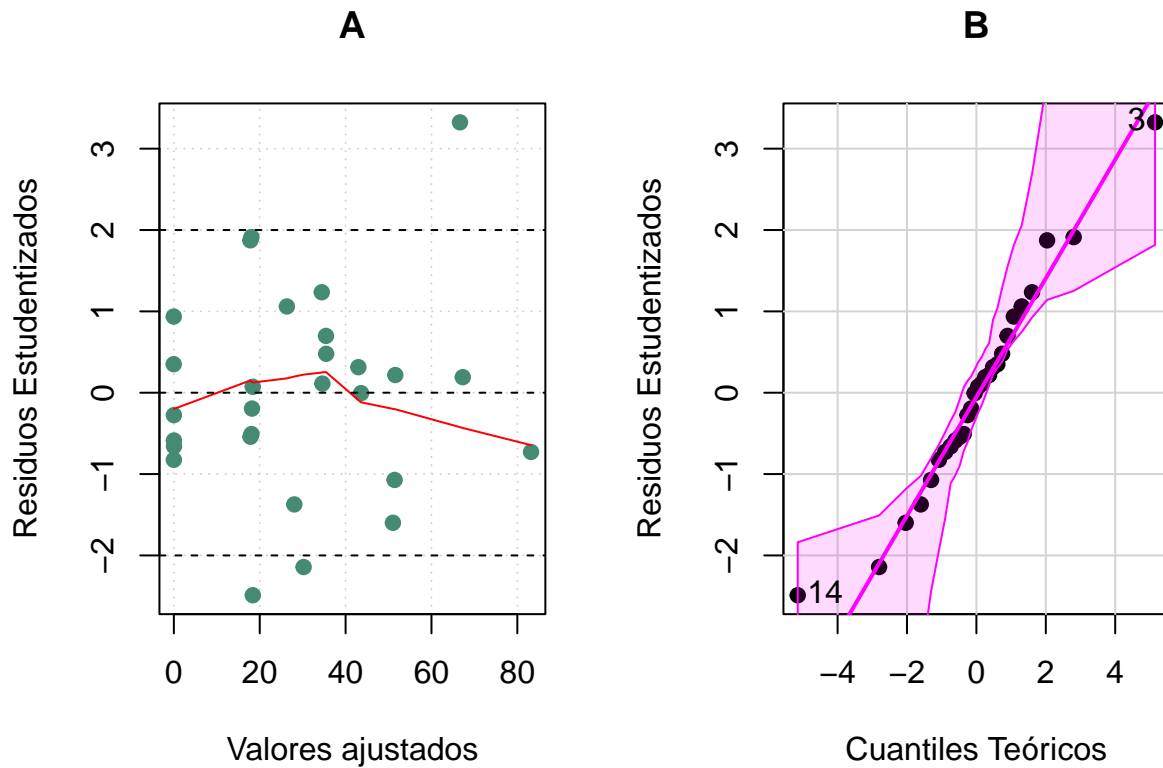 A
Residuos Estudentizados
3
2
1
0
−1
−2
0 20 40 60 80
Valores ajustados
B
Residuos Estudentizados
3
2
1
0
−1
−2
3
14
−4 −2 0 2 4
Cuantiles Teóricos